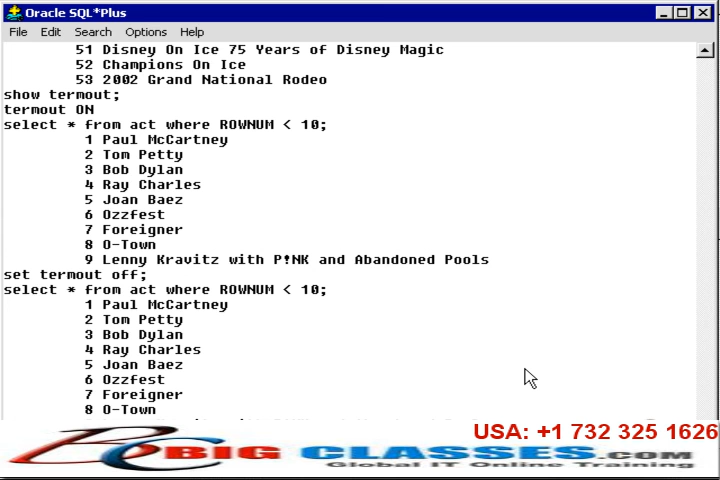 Oracle SQL*Plus
File Edit Search Options Help
51 Disney On Ice 75 Years of Disney Magic
52 Champions On Ice
53 2002 Grand National Rodeo
show termout;
termout ON
select * from act where ROWNUM < 10;
1 Paul McCartney
2 Tom Petty
3 Bob Dylan
4 Ray Charles
5 Joan Baez
6 Ozzfest
7 Foreigner
8 O-Town
9 Lenny Kravitz with P!NK and Abandoned Pools
set termout off;
select * from act where ROWNUM < 10;
1 Paul McCartney
2 Tom Petty
3 Bob Dylan
4 Ray Charles
5 Joan Baez
6 Ozzfest
7 Foreigner
8 O-Town
USA: +1 732 325 1626
BIG CLASSES.COM
Global IT Online Training